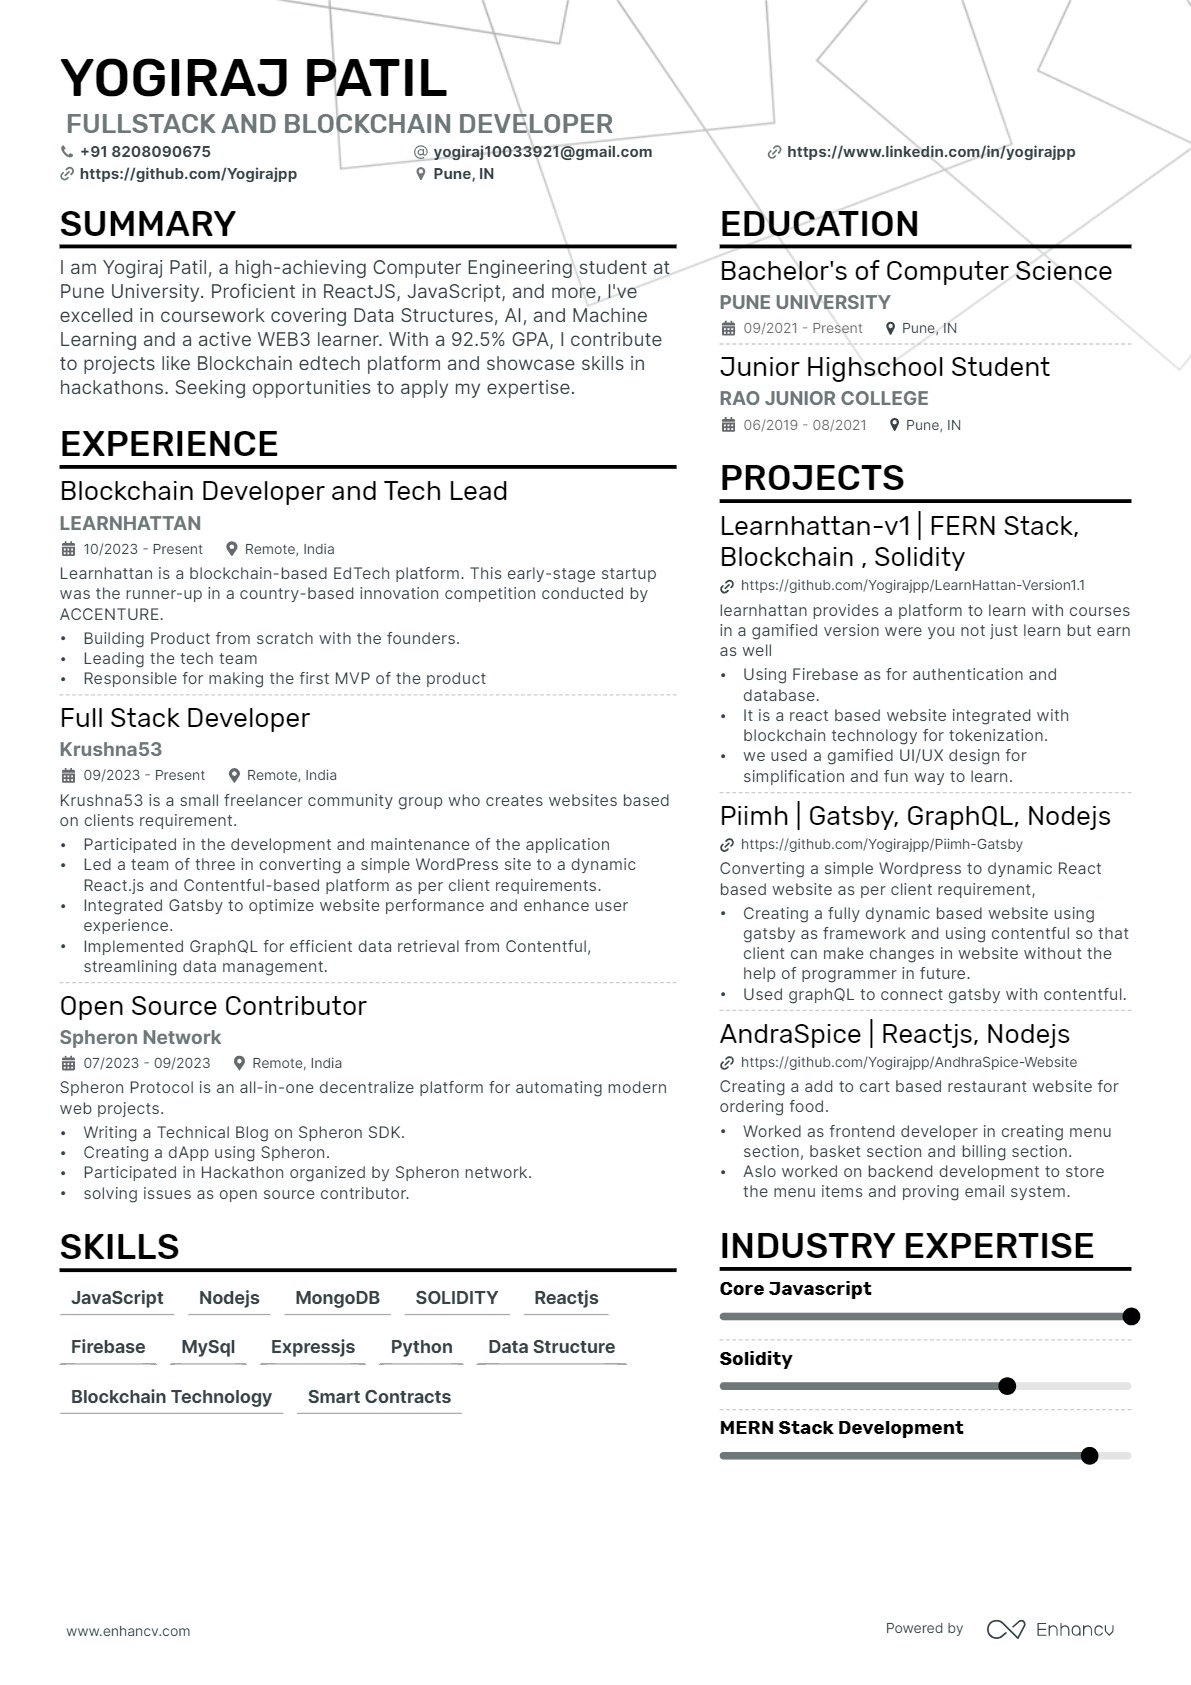 YOGIRAJ PATIL
FULLSTACK AND BLOCKCHAIN DEVELOPER
+91 8208090675
@ yogiraj10033921@gmail.com
https://www.linkedin.com/in/yogirajpp
https://github.com/Yogirajpp
Pune, IN
SUMMARY
I am Yogiraj Patil, a high-achieving Computer Engineering student at
Pune University. Proficient in ReactJS, JavaScript, and more, I've
excelled in coursework covering Data Structures, AI, and Machine
Learning and a active WEB3 learner. With a 92.5% GPA, I contribute
to projects like Blockchain edtech platform and showcase skills in
hackathons. Seeking opportunities to apply my expertise.
EXPERIENCE
Blockchain Developer and Tech Lead
LEARNHATTAN
10/2023 - Present Remote, India
Learnhattan is a blockchain-based EdTech platform. This early-stage startup
was the runner-up in a country-based innovation competition conducted by
ACCENTURE.
• Building Product from scratch with the founders.
• Leading the tech team
• Responsible for making the first MVP of the product
Full Stack Developer
Krushna53
09/2023 - Present Remote, India
Krushna53 is a small freelancer community group who creates websites based
on clients requirement.
• Participated in the development and maintenance of the application
• Led a team of three in converting a simple WordPress site to a dynamic
React.js and Contentful-based platform as per client requirements.
• Integrated Gatsby to optimize website performance and enhance user
experience.
• Implemented GraphQL for efficient data retrieval from Contentful,
streamlining data management.
Open Source Contributor
Spheron Network
07/2023 - 09/2023 Remote, India
Spheron Protocol is an all-in-one decentralize platform for automating modern
web projects.
• Writing a Technical Blog on Spheron SDK.
• Creating a dApp using Spheron.
• Participated in Hackathon organized by Spheron network.
• solving issues as open source contributor.
SKILLS
JavaScript Nodejs MongoDB SOLIDITY Reactjs
Firebase MySql Expressjs Python Data Structure
Blockchain Technology Smart Contracts
EDUCATION
Bachelor's of Computer Science
PUNE UNIVERSITY
09/2021 - Present Pune, IN
Junior Highschool Student
RAO JUNIOR COLLEGE
06/2019 - 08/2021 Pune, IN
PROJECTS
Learnhattan-v1 | FERN Stack,
Blockchain , Solidity
https://github.com/Yogirajpp/LearnHattan-Version1.1
learnhattan provides a platform to learn with courses
in a gamified version were you not just learn but earn
as well
• Using Firebase as for authentication and
database.
• It is a react based website integrated with
blockchain technology for tokenization.
• we used a gamified UI/UX design for
simplification and fun way to learn.
Piimh | Gatsby, GraphQL, Nodejs
https://github.com/Yogirajpp/Piimh-Gatsby
Converting a simple Wordpress to dynamic React
based website as per client requirement,
• Creating a fully dynamic based website using
gatsby as framework and using contentful so that
client can make changes in website without the
help of programmer in future.
• Used graphQL to connect gatsby with contentful.
AndraSpice | Reactjs, Nodejs
https://github.com/Yogirajpp/AndhraSpice-Website
Creating a add to cart based restaurant website for
ordering food.
• Worked as frontend developer in creating menu
section, basket section and billing section.
• Aslo worked on backend development to store
the menu items and proving email system.
INDUSTRY EXPERTISE
Core Javascript
Solidity
MERN Stack Development
www.enhancv.com
Powered by Enhancv